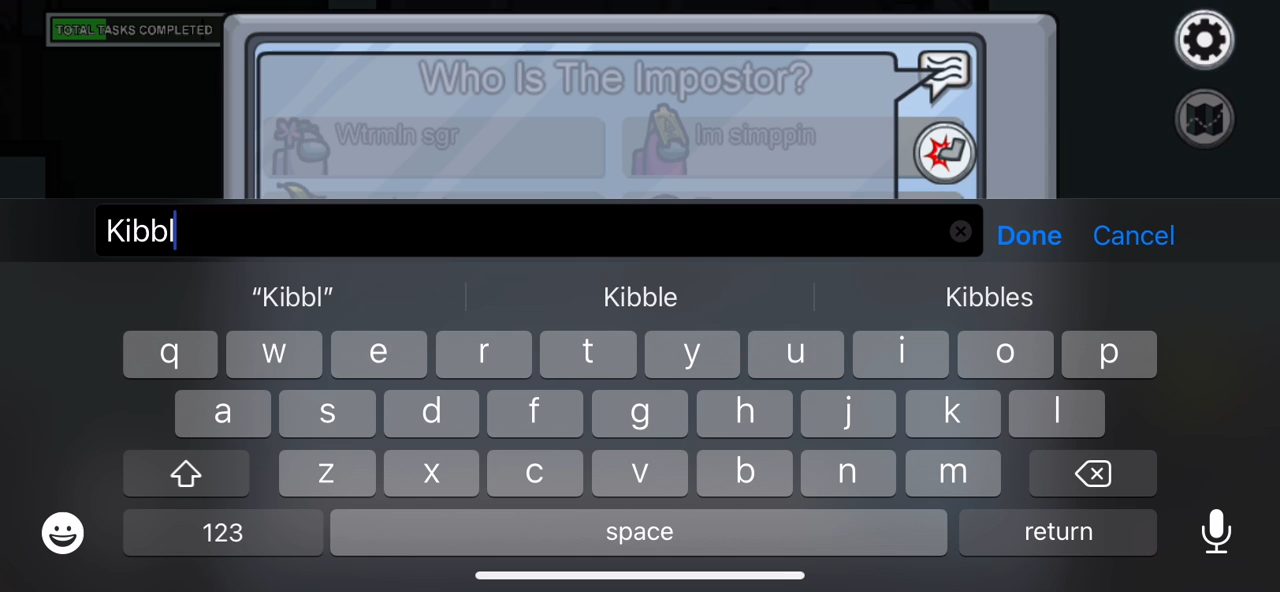 TOTAL TASKS COMPLETED
Who Is The Impostor?
Wtrmln sgr
Im simppin
Kibbl
Done
Cancel
“Kibbl”
Kibble
Kibbles
q w e r t y u i o p
a s d f g h j k l
z x c v b n m
123
space
return